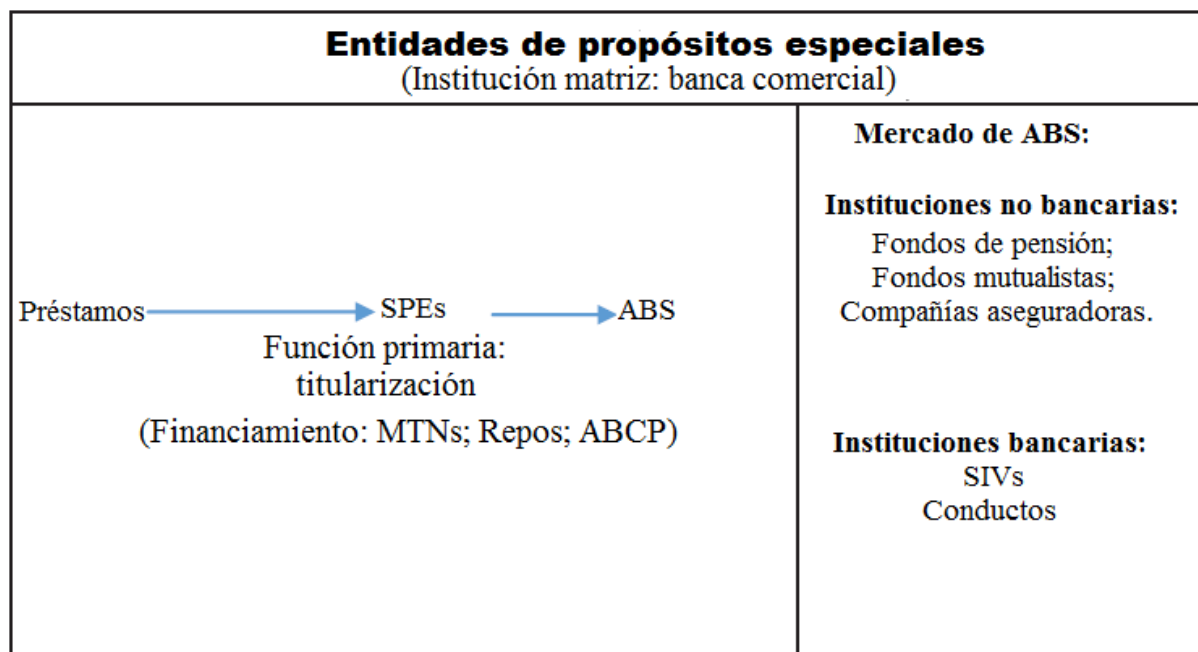 Entidades de propósitos especiales
(Institución matriz: banca comercial)
Préstamos SPEs ABS
Función primaria:
titularización
(Financiamiento: MTNs; Repos; ABCP)
Mercado de ABS:
Instituciones no bancarias:
Fondos de pensión;
Fondos mutualistas;
Compañías aseguradoras.
Instituciones bancarias:
SIVs
Conductos